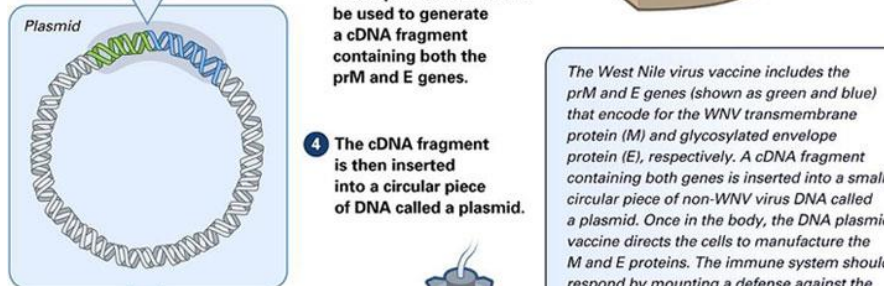 Plasmid
be used to generate
a cDNA fragment
containing both the
prM and E genes.
4 The cDNA fragment
is then inserted
into a circular piece
of DNA called a plasmid.
The West Nile virus vaccine includes the
prM and E genes (shown as green and blue)
that encode for the WNV transmembrane
protein (M) and glycosylated envelope
protein (E), respectively. A cDNA fragment
containing both genes is inserted into a small
circular piece of non-WNV virus DNA called
a plasmid. Once in the body, the DNA plasmid
vaccine directs the cells to manufacture the
M and E proteins. The immune system should
respond by mounting a defense against the